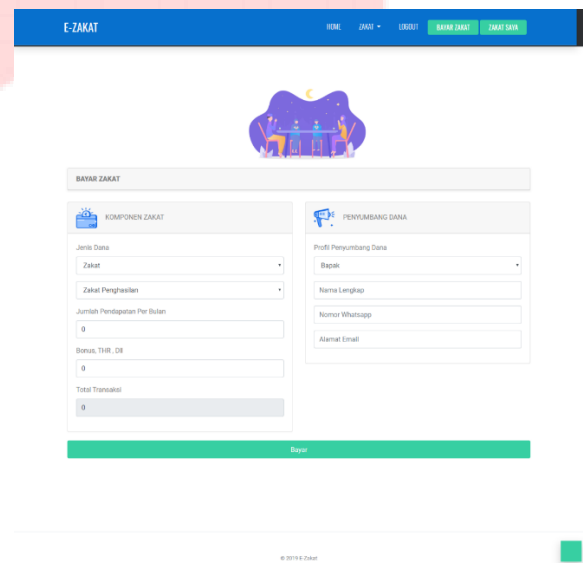 E-ZAKAT
HOME ZAKAT LOGOUT BAYAR ZAKAT ZAKAT SAYA
BAYAR ZAKAT
KOMPONEN ZAKAT
Jenis Dana
Zakat
Zakat Penghasilan
Jumlah Pendapatan Per Bulan
0
Bonus, THR , Dll
0
Total Transaksi
0
PENYUMBANG DANA
Profil Penyumbang Dana
Bapak
Nama Lengkap
Nomor Whatsapp
Alamat Email
Bayar
© 2019 E-Zakat